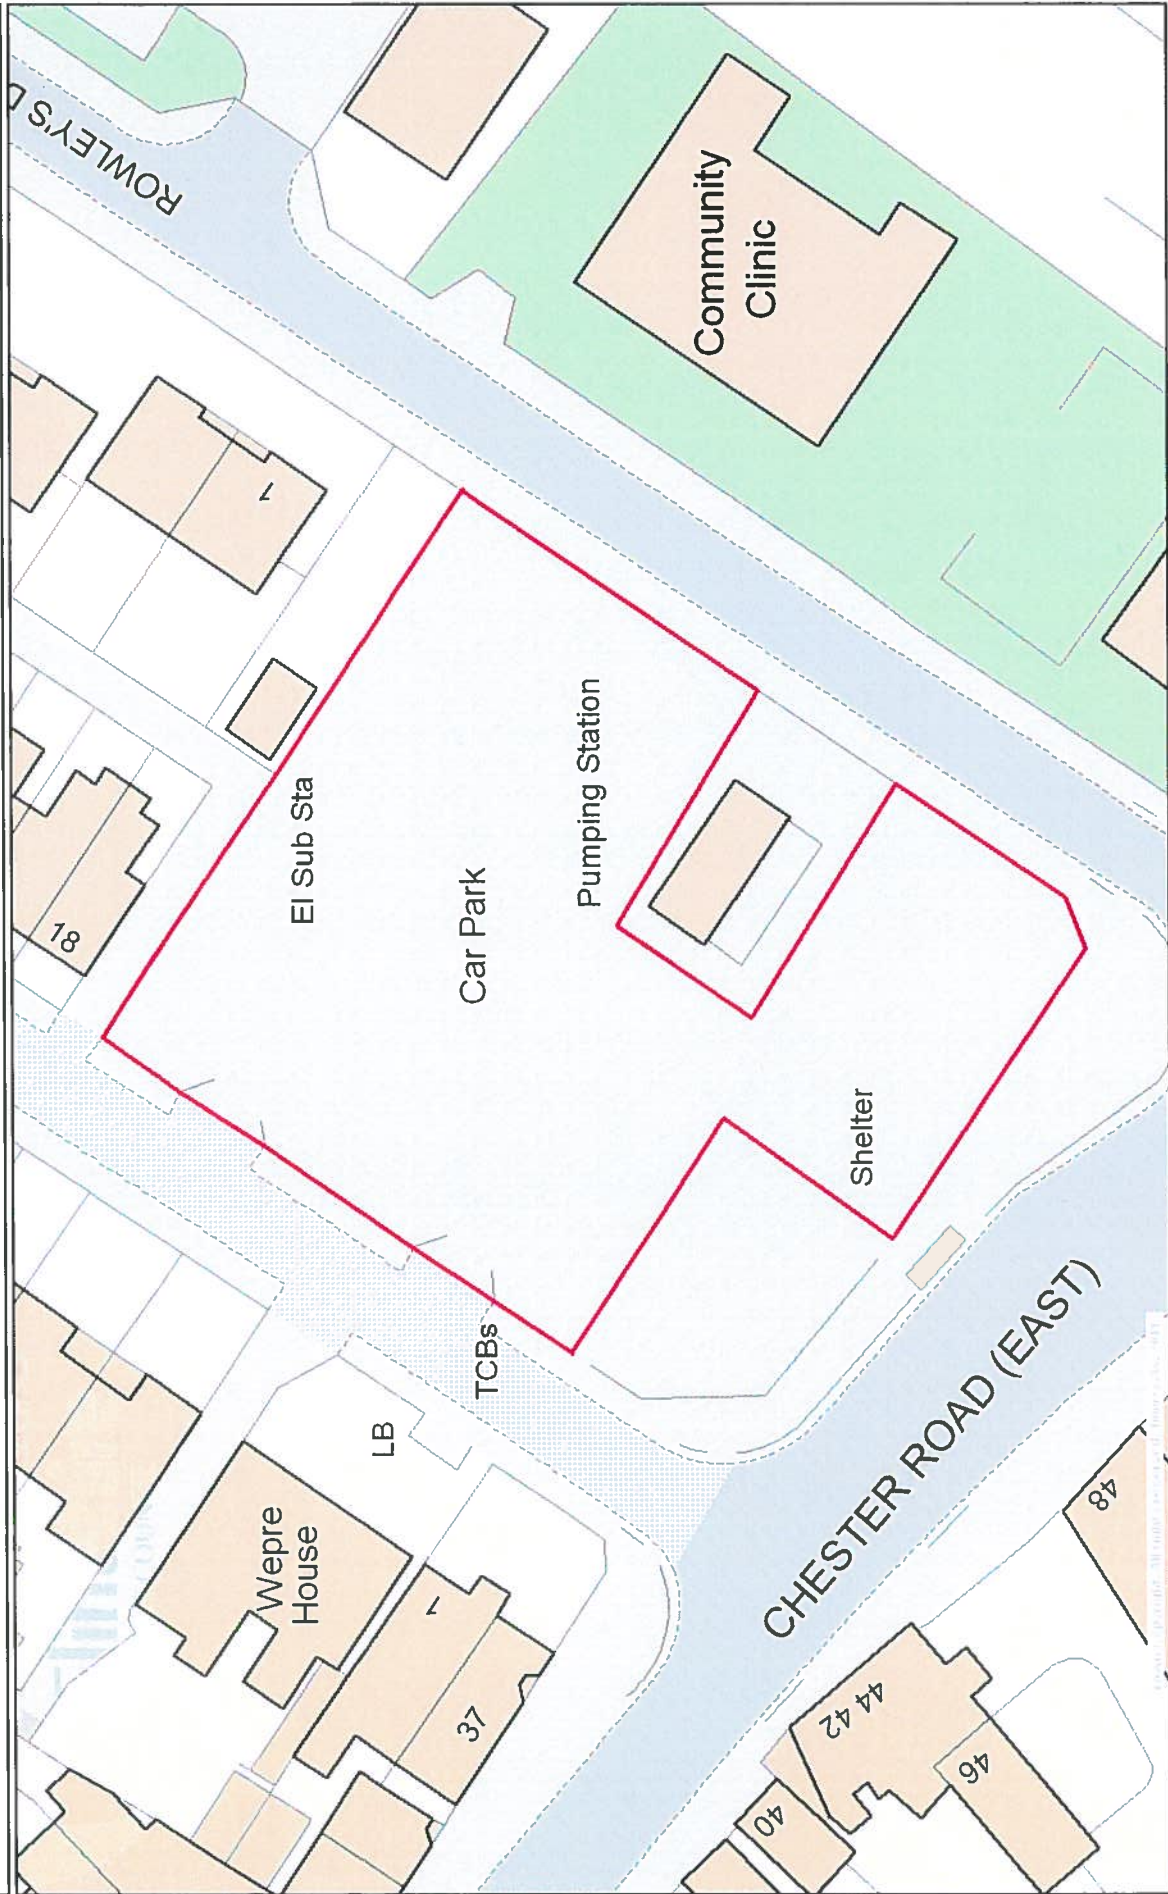 ROWLEY'S D
Community
Clinic
1
El Sub Sta
Car Park
Pumping Station
18
Shelter
TCBs
LB
Wepre
House
1
37
CHESTER ROAD (EAST)
48
44 42
46
40